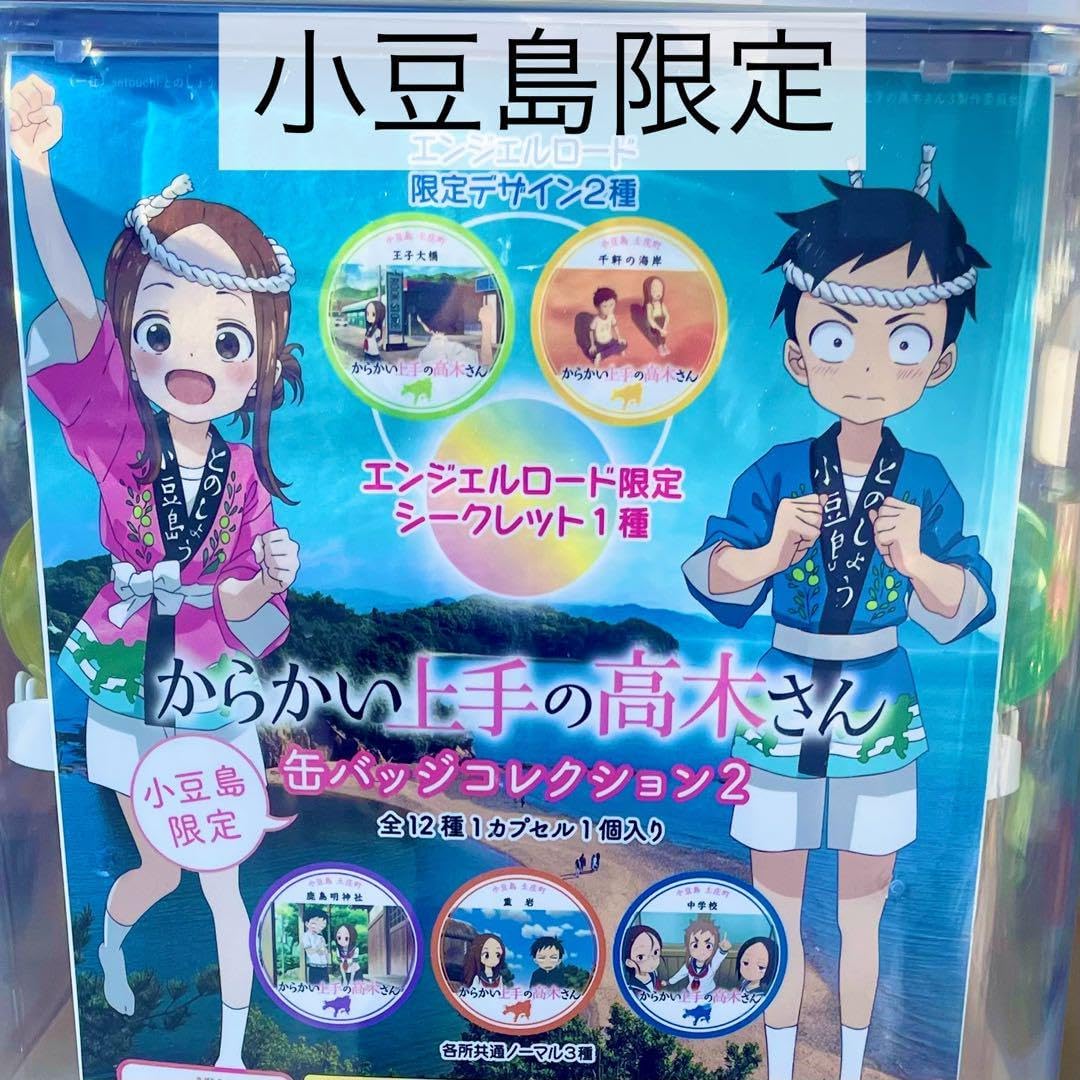 小豆島限定
エンジェルロード
限定デザイン2種
小豆島 土庄町
王子大橋
からかい上手の高木さん
小豆島 土庄町
千軒の海岸
からかい上手の高木さん
エンジェルロード限定
シークレット1種
とのしょう
小豆島
とのしょう
小豆島
からかい上手の高木さん
缶バッジコレクション2
小豆島
限定
全12種1カプセル1個入り
小豆島 土庄町
鹿島明神社
からかい上手の高木さん
小豆島 土庄町
重岩
からかい上手の高木さん
小豆島 土庄町
中学校
からかい上手の高木さん
各所共通ノーマル3種